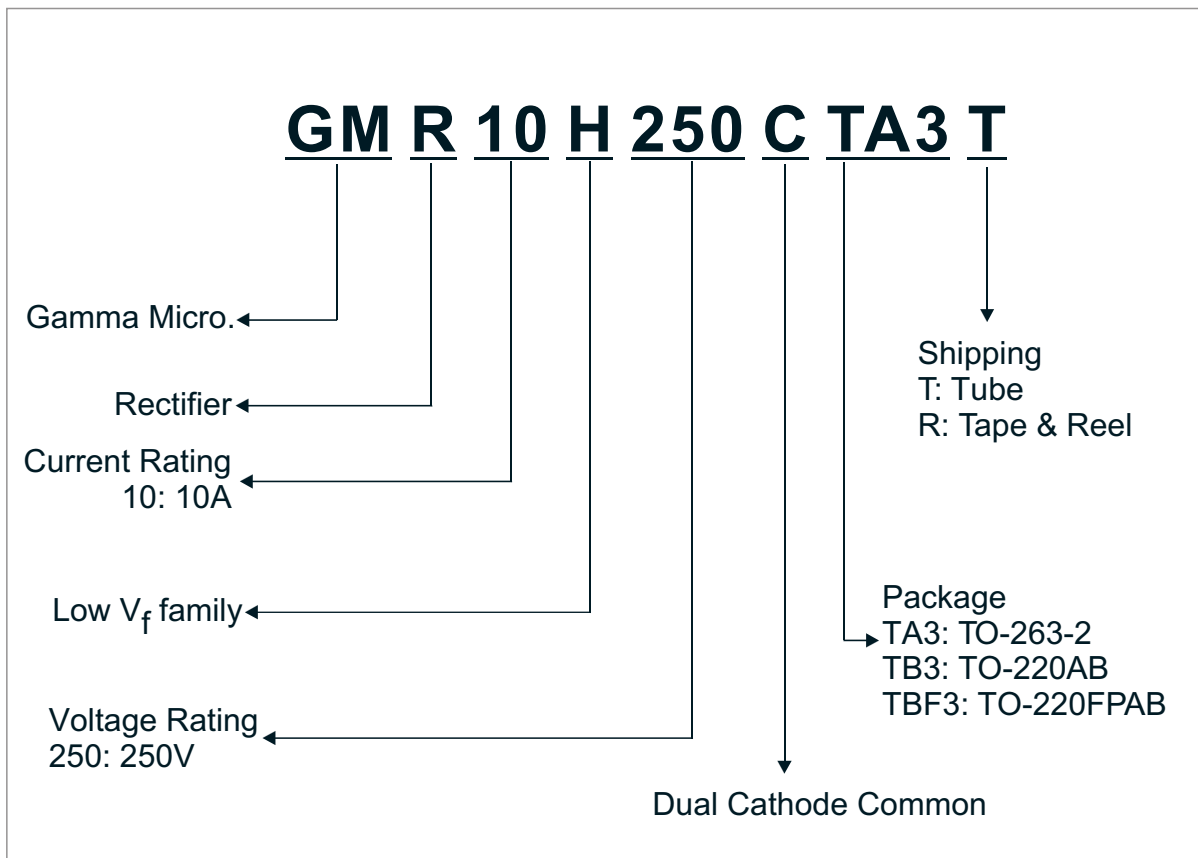 GM R 10 H 250 C TA3 T
Gamma Micro.
Rectifier
Current Rating
10: 10A
Low Vf family
Voltage Rating
250: 250V
Dual Cathode Common
Package
TA3: TO-263-2
TB3: TO-220AB
TBF3: TO-220FPAB
Shipping
T: Tube
R: Tape & Reel